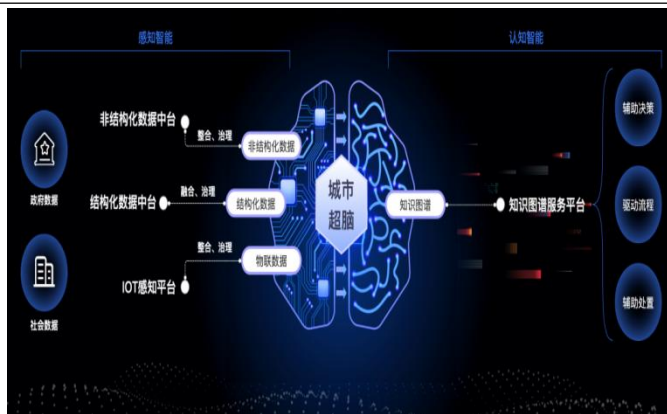 感知智能
认知智能
政府数据
社会数据
非结构化数据中台
整合、治理
非结构化数据
结构化数据中台
融合、治理
结构化数据
IOT感知平台
整合、治理
物联数据
城市
超脑
知识图谱
知识图谱服务平台
辅助决策
驱动流程
辅助处置